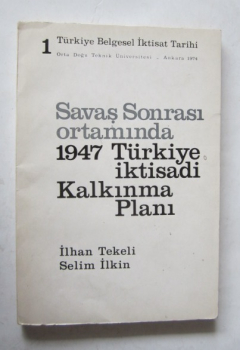 1 Türkiye Belgesel İktisat Tarihi
Orta Doğu Teknik Üniversitesi - Ankara 1974
Savaş Sonrası
ortamında
1947 Türkiye
iktisadi
Kalkınma
Planı
İlhan Tekeli
Selim İlkin